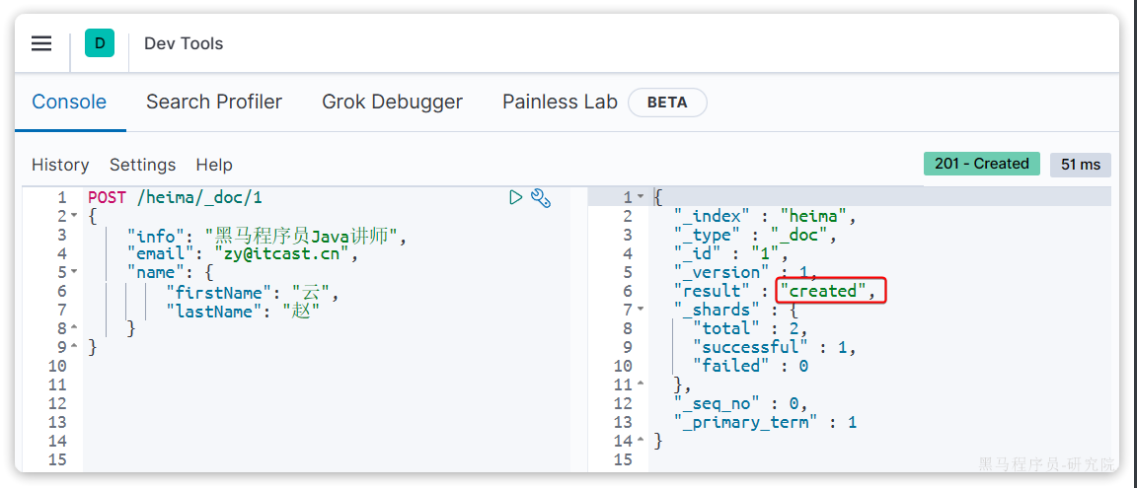 D Dev Tools
Console Search Profiler Grok Debugger Painless Lab BETA
History Settings Help 201 - Created 51 ms
1 POST /heima/_doc/1
2 {
3 "info": "黑马程序员Java讲师",
4 "email": "zy@itcast.cn",
5 "name": {
6 "firstName": "云",
7 "lastName": "赵"
8 }
9 }
10
11
12
13
14
15
1 {
2 "_index" : "heima",
3 "_type" : "_doc",
4 "_id" : "1",
5 "_version" : 1,
6 "result" : "created",
7 "_shards" : {
8 "total" : 2,
9 "successful" : 1,
10 "failed" : 0
11 },
12 "_seq_no" : 0,
13 "_primary_term" : 1
14 }
15
黑马程序员-研究院